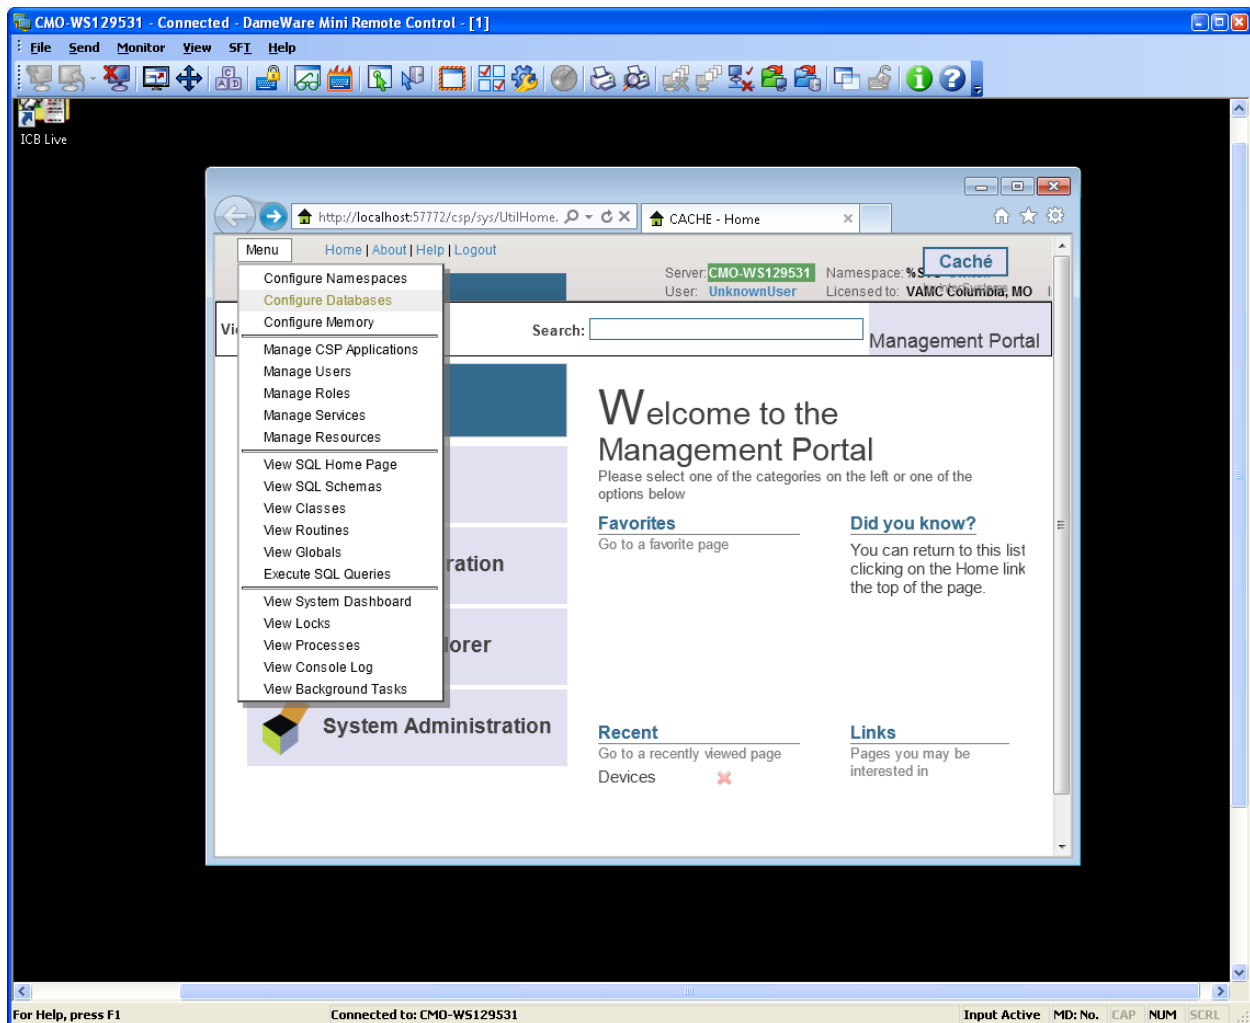 CMO-WS129531 - Connected - DameWare Mini Remote Control - [1]
File Send Monitor View SFT Help
ICB Live
http://localhost:57772/csp/sys/UtilHome.
CACHE - Home
Menu
Home | About | Help | Logout
Server: CMO-WS129531 Namespace: %SYS
User: UnknownUser Licensed to: VAMC Columbia, MO
Caché
Configure Namespaces
Configure Databases
Configure Memory
Manage CSP Applications
Manage Users
Manage Roles
Manage Services
Manage Resources
View SQL Home Page
View SQL Schemas
View Classes
View Routines
View Globals
Execute SQL Queries
View System Dashboard
View Locks
View Processes
View Console Log
View Background Tasks
Search:
Management Portal
ration
lorer
System Administration
Welcome to the
Management Portal
Please select one of the categories on the left or one of the
options below
Favorites
Go to a favorite page
Did you know?
You can return to this list
clicking on the Home link
the top of the page.
Recent
Go to a recently viewed page
Devices
Links
Pages you may be
interested in
For Help, press F1
Connected to: CMO-WS129531
Input Active MD: No. CAP NUM SCRL